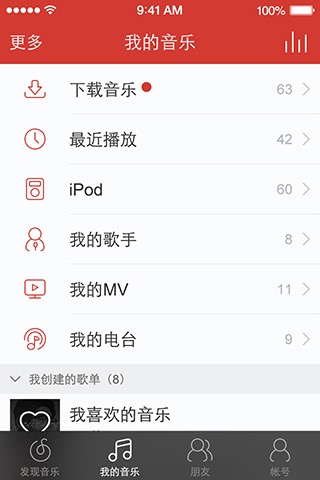 9:41 AM 100%
更多 我的音乐
下载音乐 63
最近播放 42
iPod 60
我的歌手 8
我的MV 11
我的电台 9
我创建的歌单（8）
我喜欢的音乐
发现音乐 我的音乐 朋友 帐号